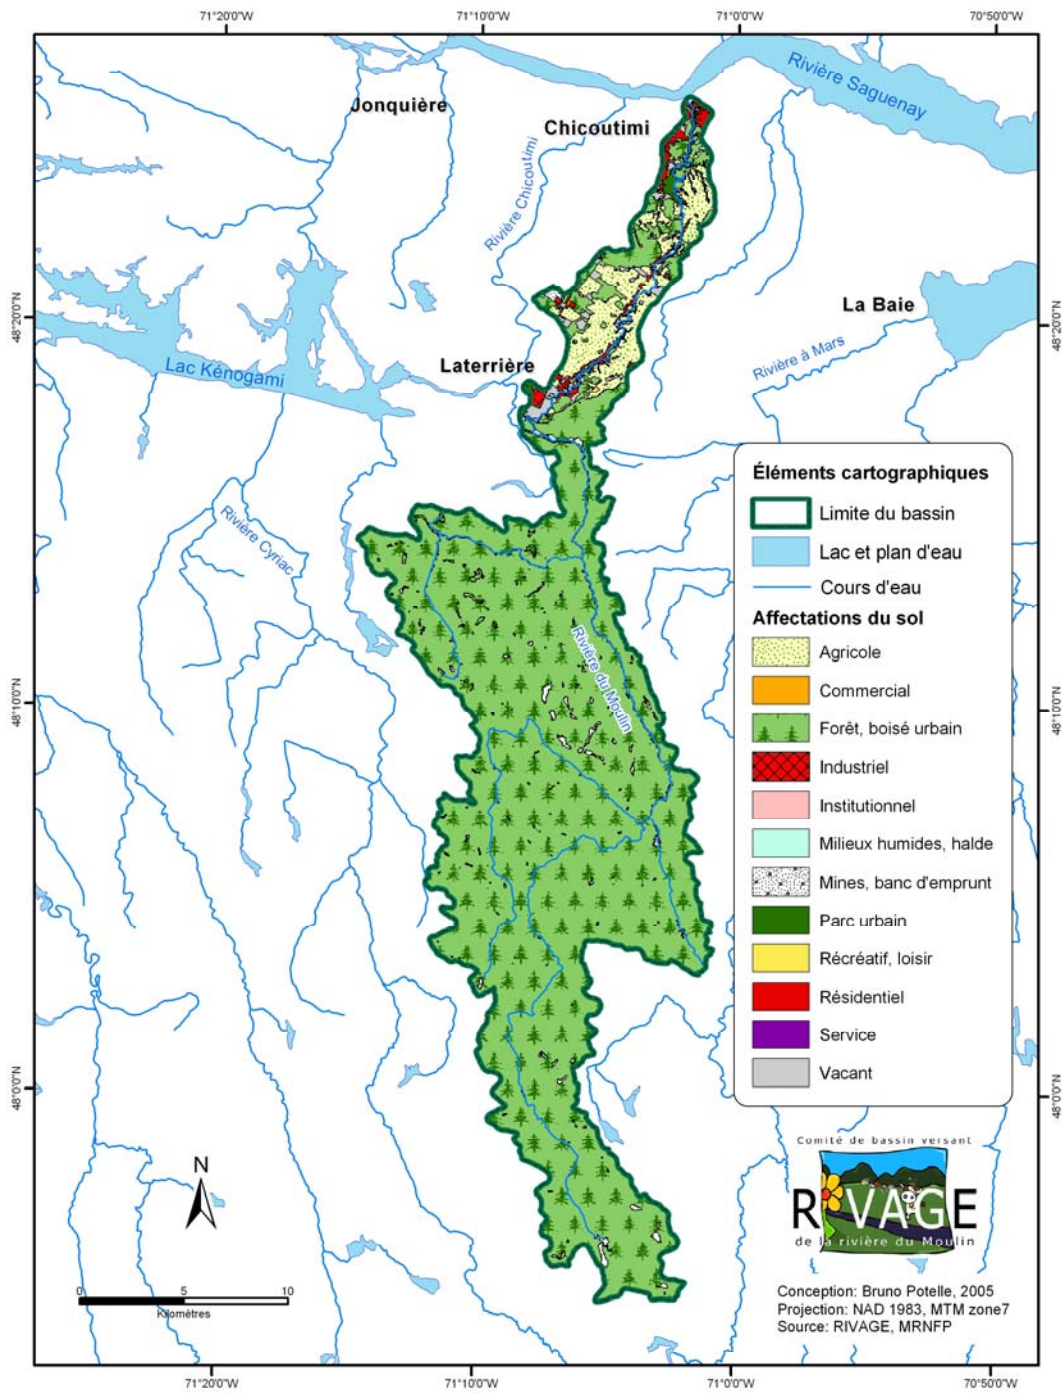 71°20'0"W
71°10'0"W
71°0'0"W
70°50'0"W
Rivière Saguenay
Jonquière
Chicoutimi
Rivière Chicoutimi
48°20'0"N
48°20'0"N
La Baie
Rivière à Mars
Laterrière
Lac Kénogami
Rivière Cyriac
Rivière du Moulin
48°10'0"N
48°10'0"N
Éléments cartographiques
Limite du bassin
Lac et plan d'eau
Cours d'eau
Affectations du sol
Agricole
Commercial
Forêt, boisé urbain
Industriel
Institutionnel
Milieux humides, halde
Mines, banc d'emprunt
Parc urbain
Récréatif, loisir
Résidentiel
Service
Vacant
48°0'0"N
48°0'0"N
N
0 5 10
Kilomètres
Comité de bassin versant
RIVAGE
de la rivière du Moulin
Conception: Bruno Potelle, 2005
Projection: NAD 1983, MTM zone7
Source: RIVAGE, MRNFP
71°20'0"W
71°10'0"W
71°0'0"W
70°50'0"W